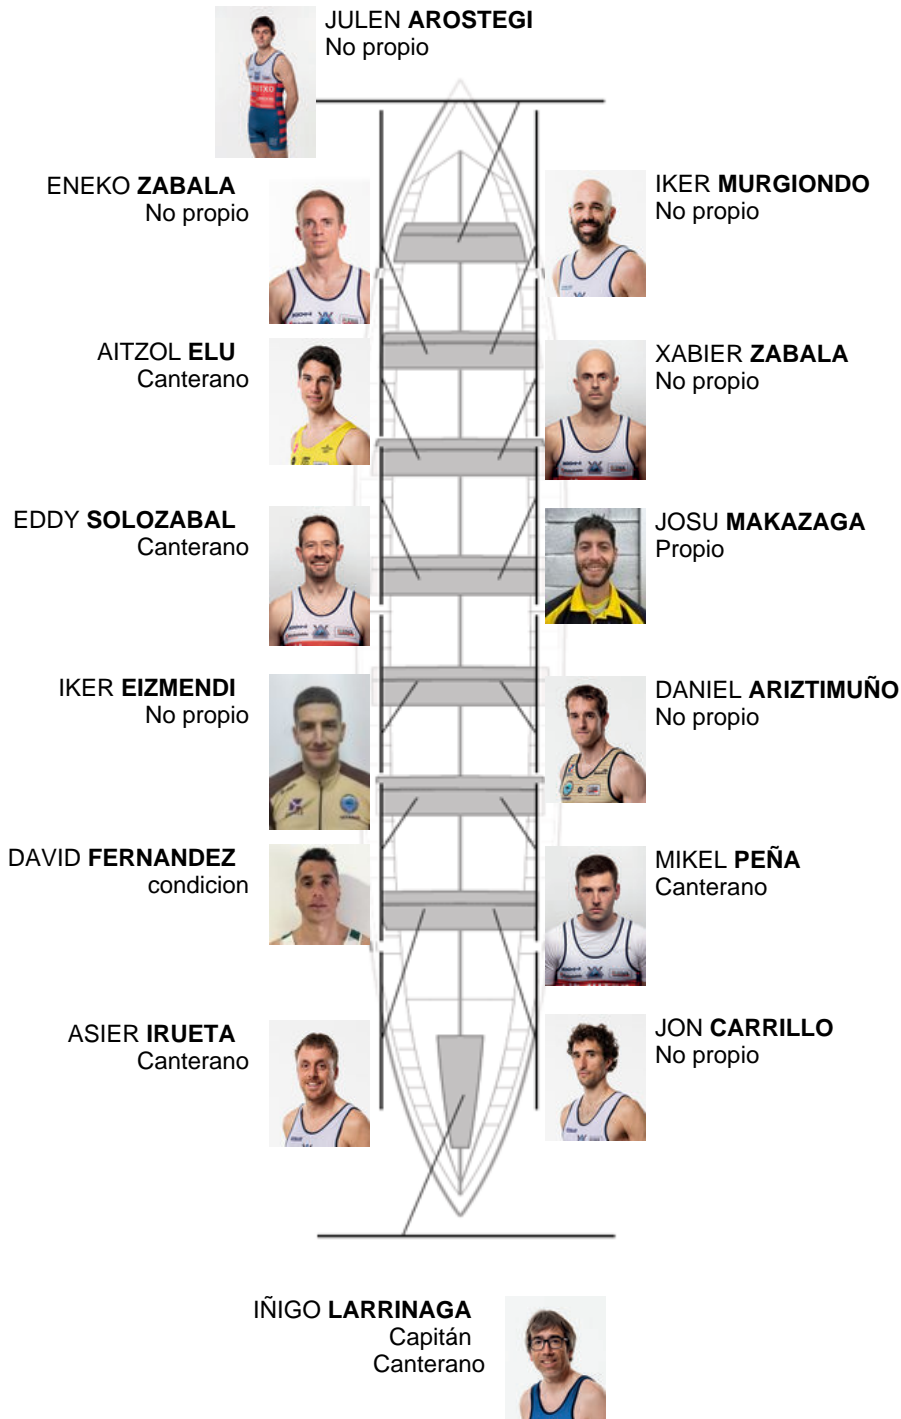 JULEN AROSTEGI
No propio
ENEKO ZABALA
No propio
IKER MURGIONDO
No propio
AITZOL ELU
Canterano
XABIER ZABALA
No propio
EDDY SOLOZABAL
Canterano
JOSU MAKAZAGA
Propio
IKER EIZMENDI
No propio
DANIEL ARIZTIMUÑO
No propio
DAVID FERNANDEZ
condicion
MIKEL PEÑA
Canterano
ASIER IRUETA
Canterano
JON CARRILLO
No propio
IÑIGO LARRINAGA
Capitán
Canterano